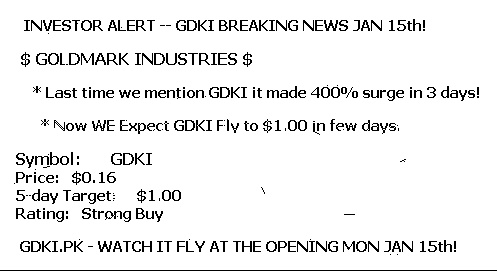 INVESTOR ALERT -- GDKI BREAKING NEWS JAN 15th!
$ GOLDMARK INDUSTRIES $
* Last time we mention GDKI it made 400% surge in 3 days!
* Now WE Expect GDKI Fly to $1.00 in few days.
Symbol: GDKI
Price: $0.16
5-day Target: $1.00
Rating: Strong Buy
GDKI.PK - WATCH IT FLY AT THE OPENING MON JAN 15th!